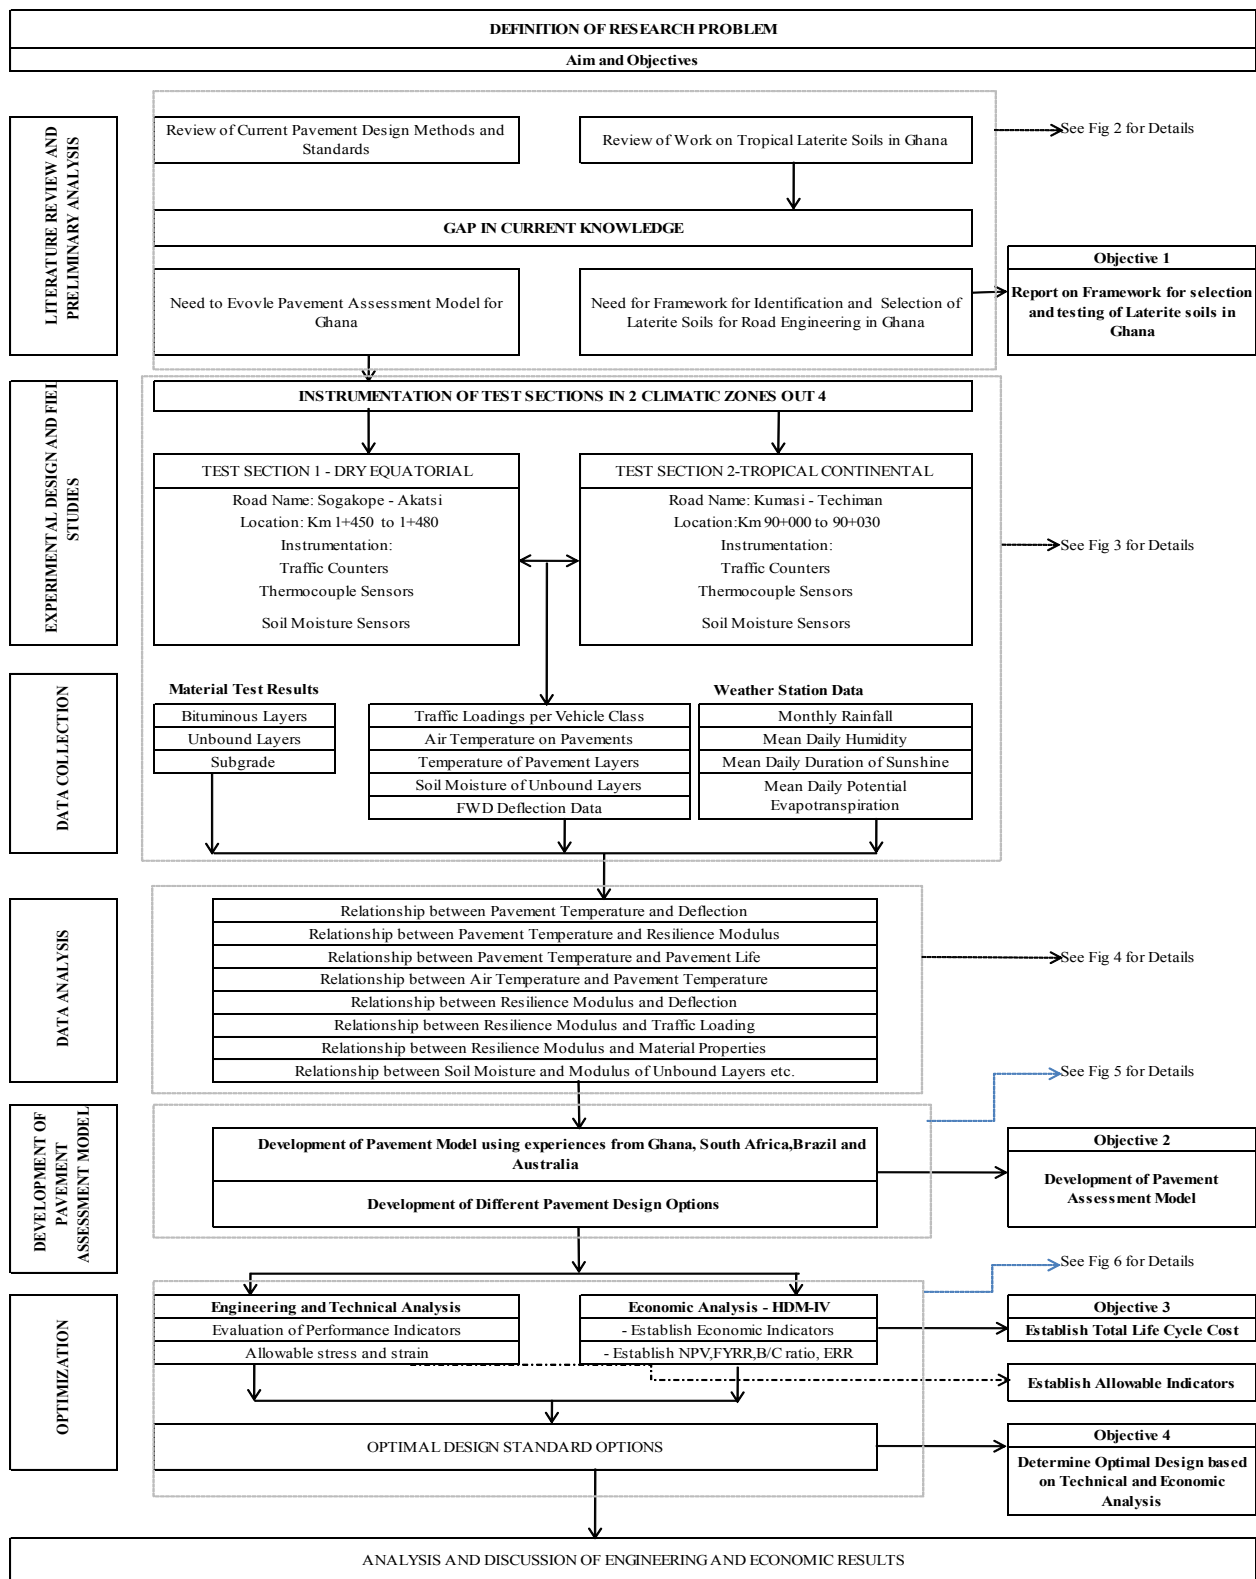 DEFINITION OF RESEARCH PROBLEM
Aim and Objectives
LITERATURE REVIEW AND
PRELIMINARY ANALYSIS
Review of Current Pavement Design Methods and
Standards
Review of Work on Tropical Laterite Soils in Ghana
See Fig 2 for Details
GAP IN CURRENT KNOWLEDGE
Need to Evovle Pavement Assessment Model for
Ghana
Need for Framework for Identification and Selection of
Laterite Soils for Road Engineering in Ghana
Objective 1
Report on Framework for selection
and testing of Laterite soils in
Ghana
EXPERIMENTAL DESIGN AND FIEL
STUDIES
INSTRUMENTATION OF TEST SECTIONS IN 2 CLIMATIC ZONES OUT 4
TEST SECTION 1 - DRY EQUATORIAL
Road Name: Sogakope - Akatsi
Location: Km 1+450 to 1+480
Instrumentation:
Traffic Counters
Thermocouple Sensors
Soil Moisture Sensors
TEST SECTION 2-TROPICAL CONTINENTAL
Road Name: Kumasi - Techiman
Location:Km 90+000 to 90+030
Instrumentation:
Traffic Counters
Thermocouple Sensors
Soil Moisture Sensors
See Fig 3 for Details
DATA COLLECTION
Material Test Results
Bituminous Layers
Unbound Layers
Subgrade
Traffic Loadings per Vehicle Class
Air Temperature on Pavements
Temperature of Pavement Layers
Soil Moisture of Unbound Layers
FWD Deflection Data
Weather Station Data
Monthly Rainfall
Mean Daily Humidity
Mean Daily Duration of Sunshine
Mean Daily Potential
Evapotranspiration
DATA ANALYSIS
Relationship between Pavement Temperature and Deflection
Relationship between Pavement Temperature and Resilience Modulus
Relationship between Pavement Temperature and Pavement Life
Relationship between Air Temperature and Pavement Temperature
Relationship between Resilience Modulus and Deflection
Relationship between Resilience Modulus and Traffic Loading
Relationship between Resilience Modulus and Material Properties
Relationship between Soil Moisture and Modulus of Unbound Layers etc.
See Fig 4 for Details
See Fig 5 for Details
DEVELOPMENT OF
PAVEMENT
ASSESSMENT MODEL
Development of Pavement Model using experiences from Ghana, South Africa,Brazil and
Australia
Development of Different Pavement Design Options
Objective 2
Development of Pavement
Assessment Model
See Fig 6 for Details
OPTIMIZATION
Engineering and Technical Analysis
Evaluation of Performance Indicators
Allowable stress and strain
Economic Analysis - HDM-IV
- Establish Economic Indicators
- Establish NPV,FYRR,B/C ratio, ERR
Objective 3
Establish Total Life Cycle Cost
Establish Allowable Indicators
OPTIMAL DESIGN STANDARD OPTIONS
Objective 4
Determine Optimal Design based
on Technical and Economic
Analysis
ANALYSIS AND DISCUSSION OF ENGINEERING AND ECONOMIC RESULTS